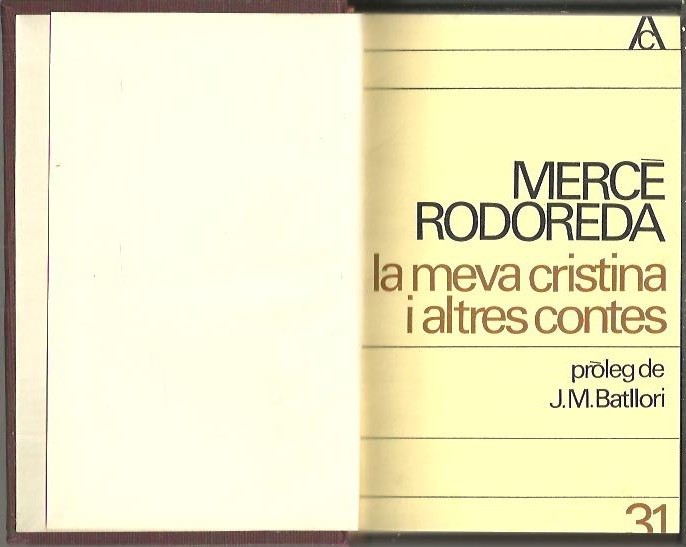 AC
MERCÈ
RODOREDA
la meva cristina
i altres contes
pròleg de
J.M.Batllori
31